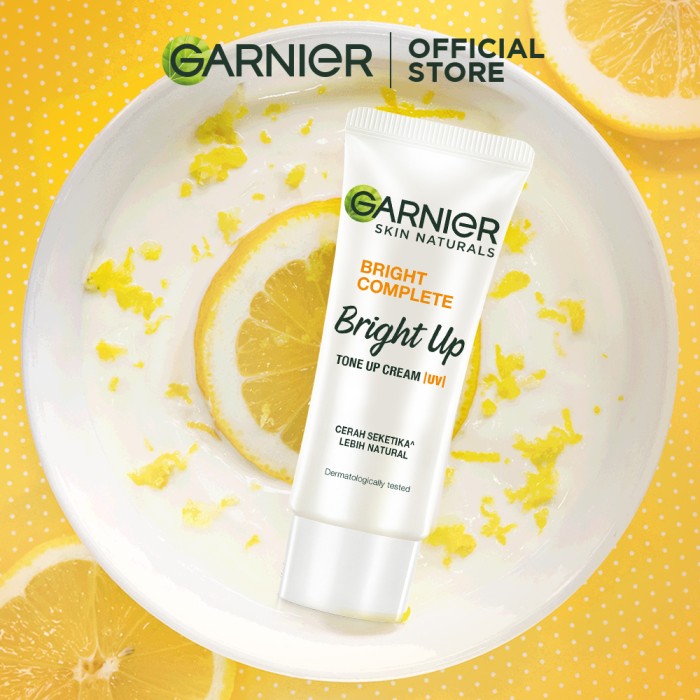 GARNIER
OFFICIAL
STORE
GARNIER
SKIN NATURALS
BRIGHT
COMPLETE
Bright Up
TONE UP CREAM |UV|
CERAH SEKETIKA^
LEBIH NATURAL
Dermatologically tested